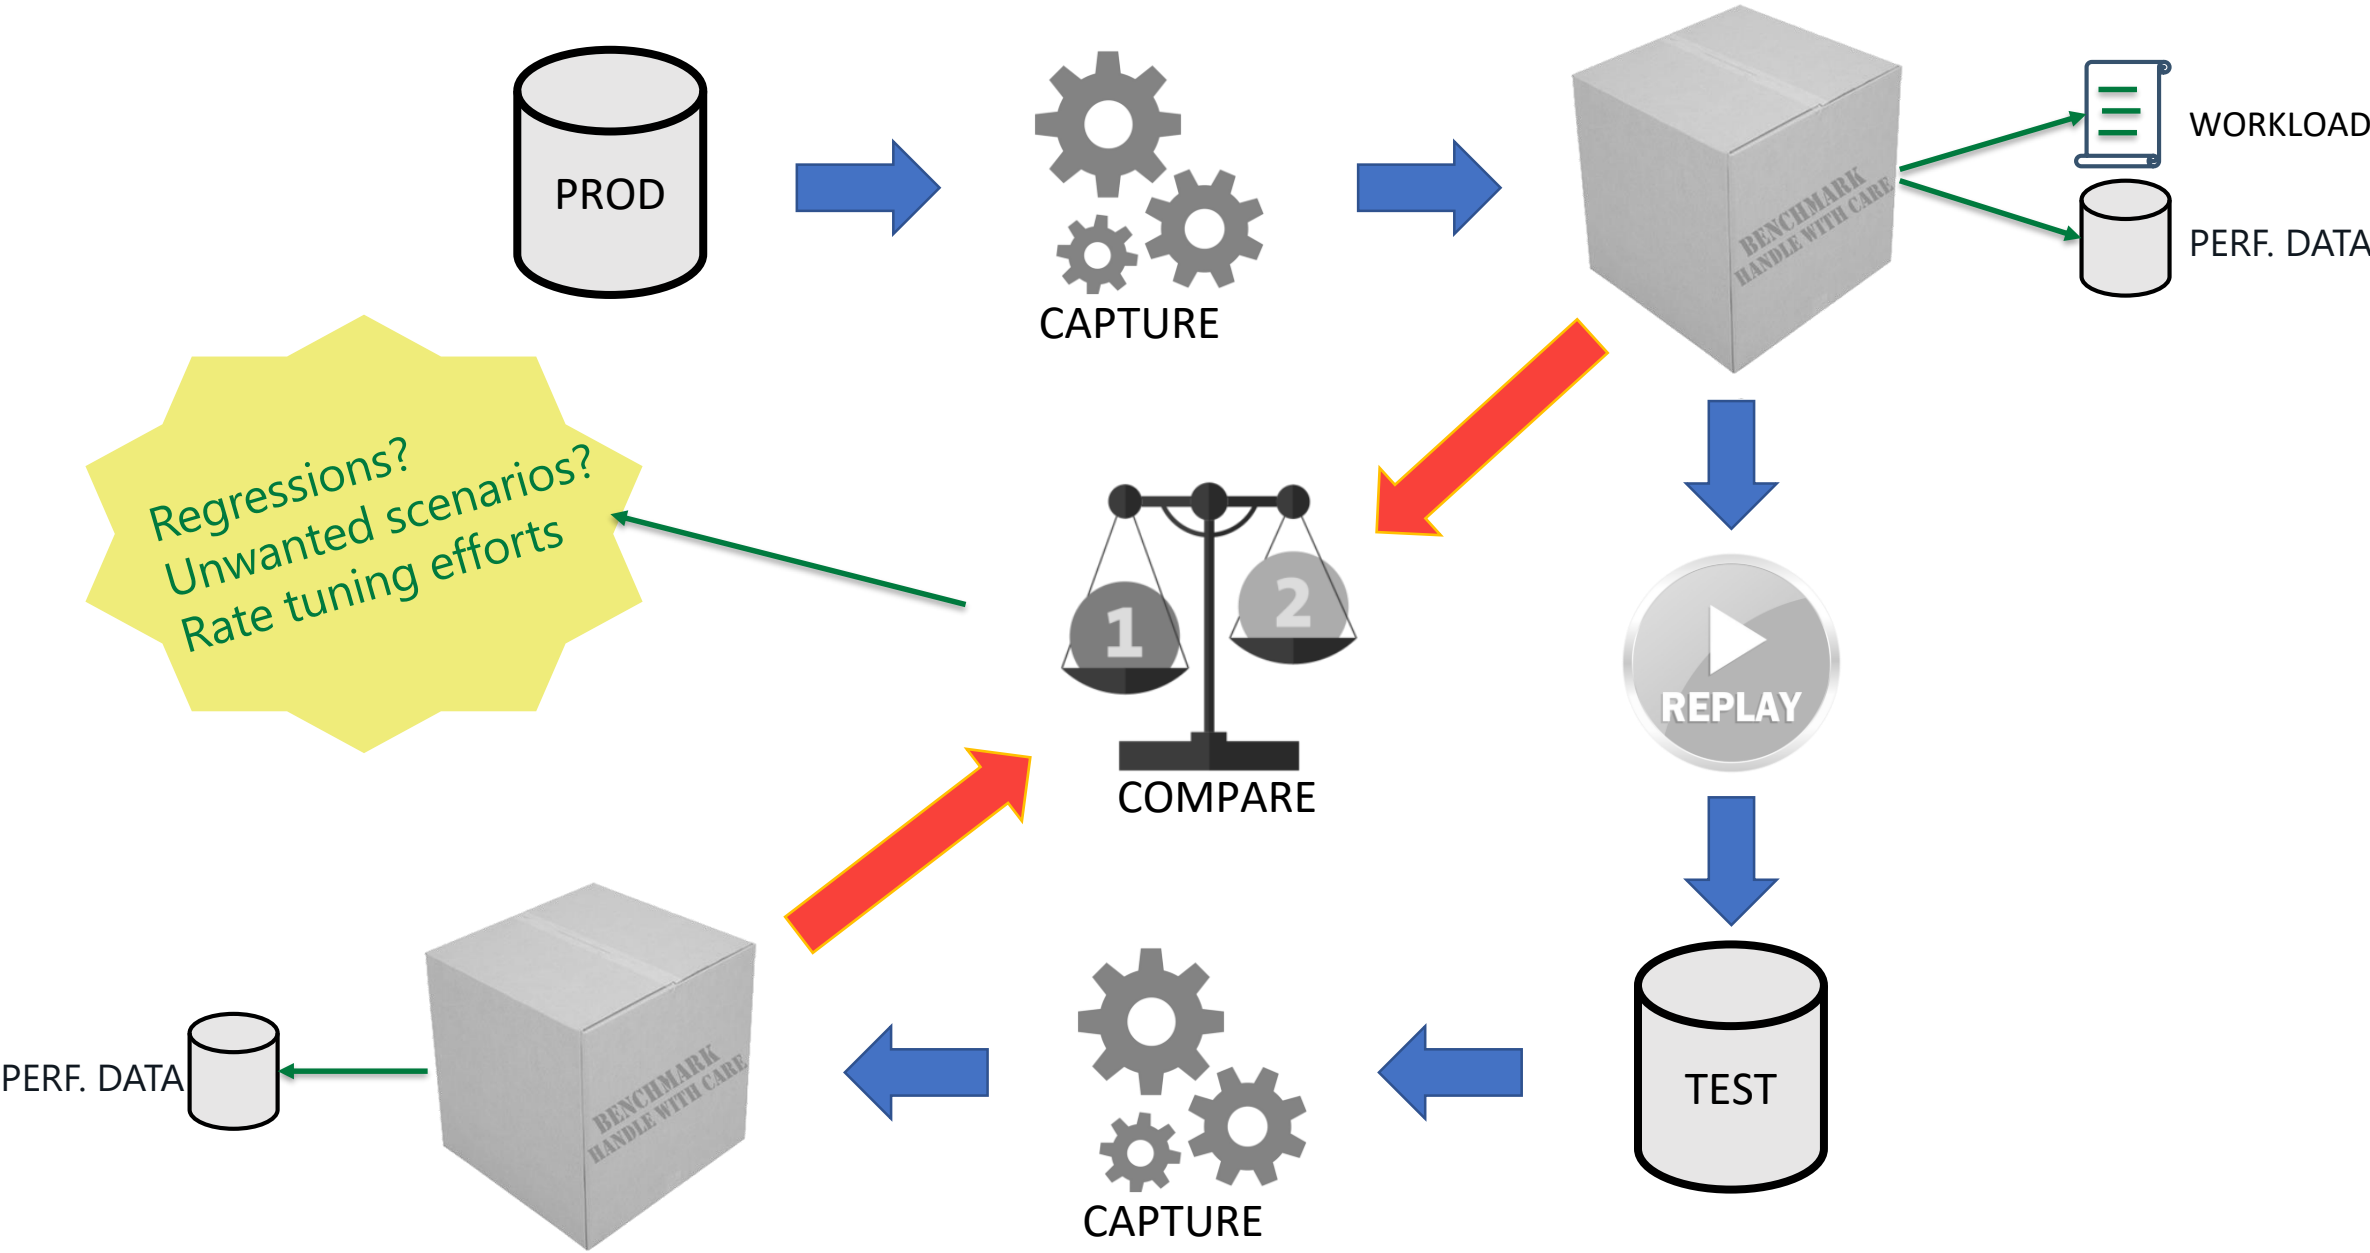 PROD
CAPTURE
BENCHMARK
HANDLE WITH CARE
WORKLOAD
PERF. DATA
Regressions?
Unwanted scenarios?
Rate tuning efforts
1
2
COMPARE
REPLAY
PERF. DATA
BENCHMARK
HANDLE WITH CARE
CAPTURE
TEST